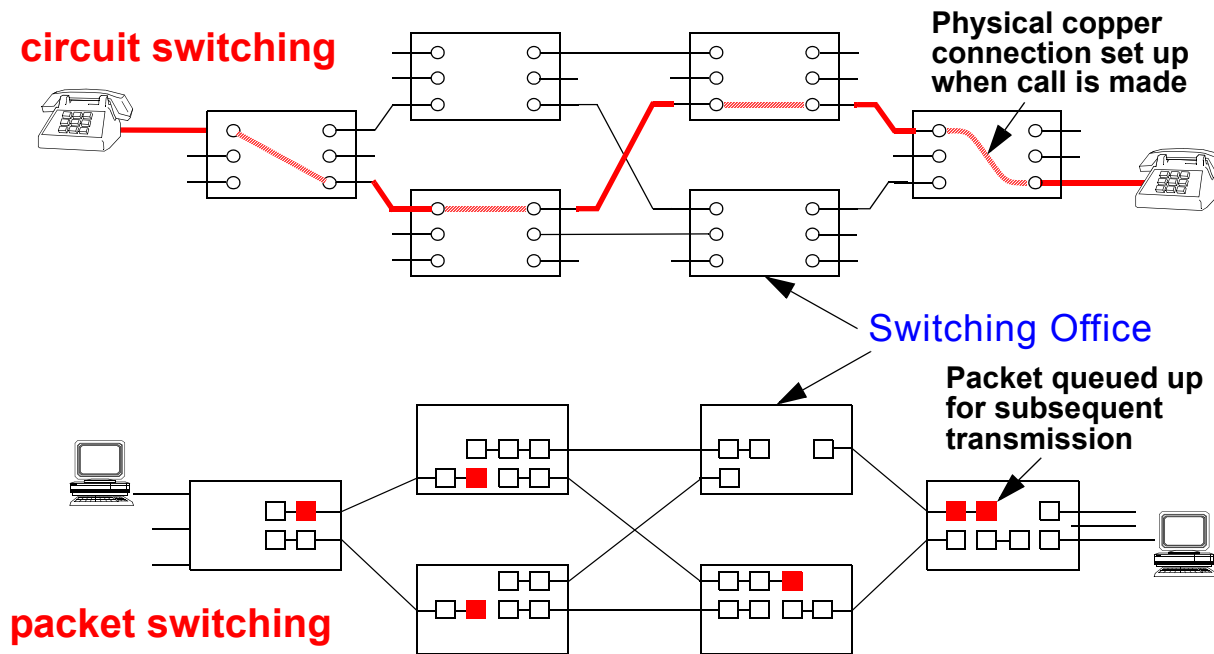 circuit switching
Physical copper
connection set up
when call is made
Switching Office
Packet queued up
for subsequent
transmission
packet switching